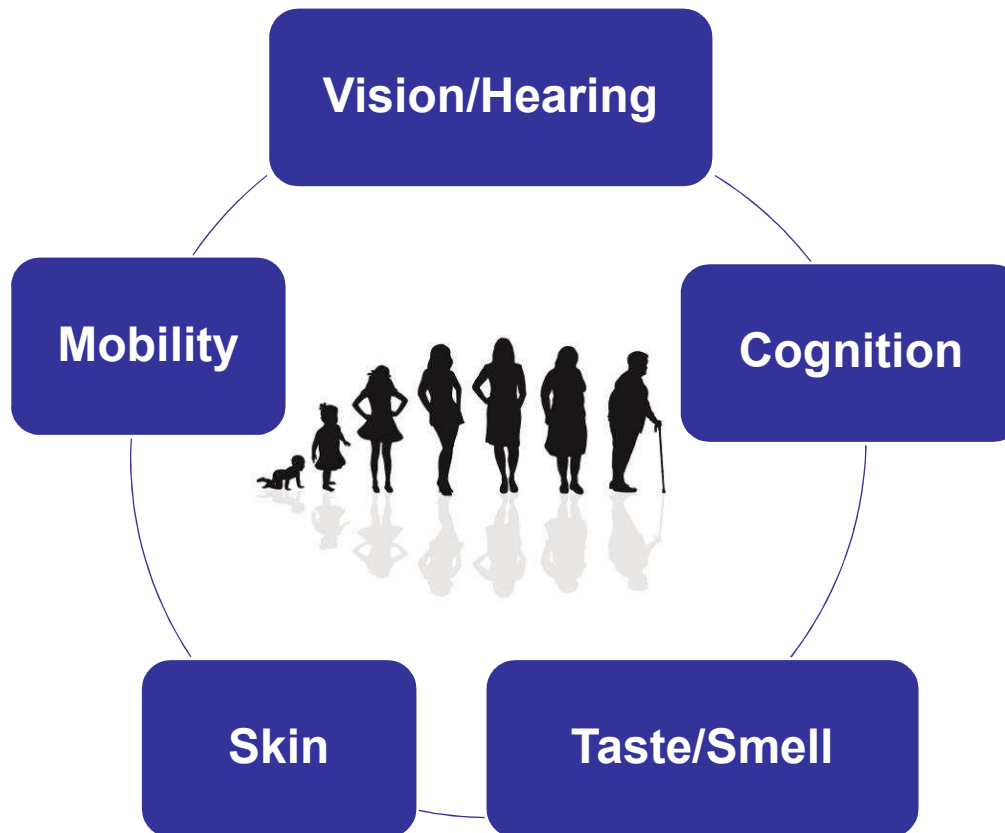 Vision/Hearing
Mobility
Cognition
Skin
Taste/Smell